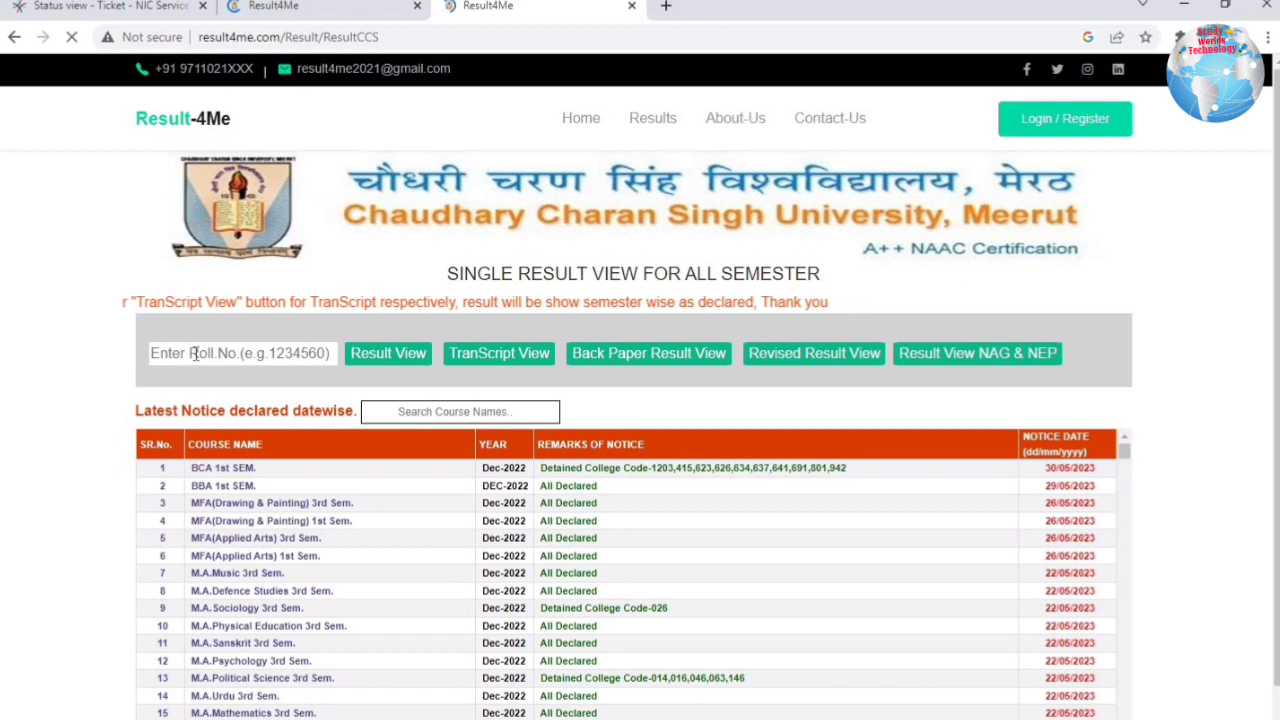 Status view - Ticket - NIC Service
Result4Me
Result4Me
Not secure
result4me.com/Result/ResultCCS
Study Worlds Technology
+91 9711021XXX | result4me2021@gmail.com
Result-4Me
Home
Results
About-Us
Contact-Us
Login / Register
चौधरी चरण सिंह विश्वविद्यालय, मेरठ
Chaudhary Charan Singh University, Meerut
A++ NAAC Certification
SINGLE RESULT VIEW FOR ALL SEMESTER
r "TranScript View" button for TranScript respectively, result will be show semester wise as declared, Thank you
Enter Roll.No.(e.g.1234560)
Result View
TranScript View
Back Paper Result View
Revised Result View
Result View NAG & NEP
Latest Notice declared datewise.
Search Course Names..
SR.No. COURSE NAME YEAR REMARKS OF NOTICE NOTICE DATE (dd/mm/yyyy)
1 BCA 1st SEM. Dec-2022 Detained College Code-1203,415,623,626,634,637,641,691,801,942 30/05/2023
2 BBA 1st SEM. DEC-2022 All Declared 29/05/2023
3 MFA(Drawing & Painting) 3rd Sem. Dec-2022 All Declared 26/05/2023
4 MFA(Drawing & Painting) 1st Sem. Dec-2022 All Declared 26/05/2023
5 MFA(Applied Arts) 3rd Sem. Dec-2022 All Declared 26/05/2023
6 MFA(Applied Arts) 1st Sem. Dec-2022 All Declared 26/05/2023
7 M.A.Music 3rd Sem. Dec-2022 All Declared 22/05/2023
8 M.A.Defence Studies 3rd Sem. Dec-2022 All Declared 22/05/2023
9 M.A.Sociology 3rd Sem. Dec-2022 Detained College Code-026 22/05/2023
10 M.A.Physical Education 3rd Sem. Dec-2022 All Declared 22/05/2023
11 M.A.Sanskrit 3rd Sem. Dec-2022 All Declared 22/05/2023
12 M.A.Psychology 3rd Sem. Dec-2022 All Declared 22/05/2023
13 M.A.Political Science 3rd Sem. Dec-2022 Detained College Code-014,016,046,063,146 22/05/2023
14 M.A.Urdu 3rd Sem. Dec-2022 All Declared 22/05/2023
15 M.A.Mathematics 3rd Sem. Dec-2022 All Declared 22/05/2023